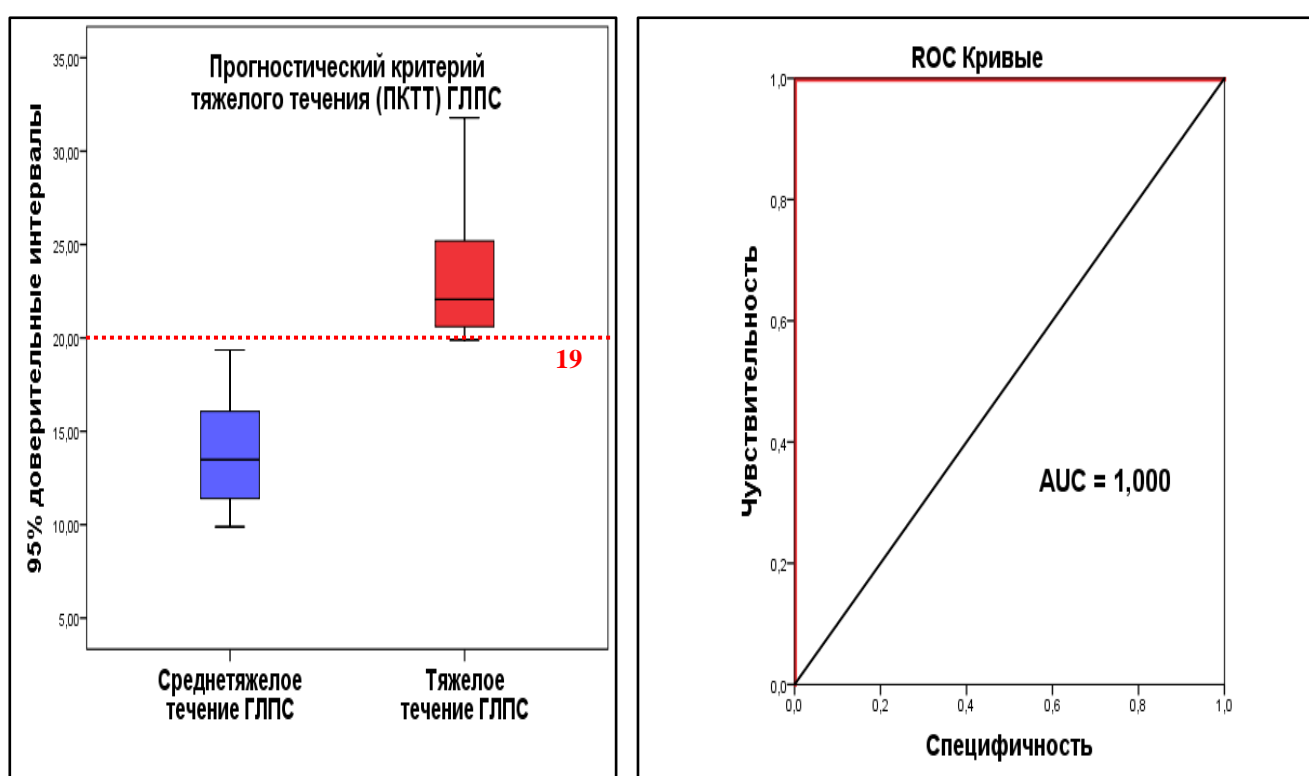 Прогностический критерий
тяжелого течения (ПКТТ) ГЛПС
95% доверительные интервалы
35,00
30,00
25,00
20,00
15,00
10,00
5,00
19
Среднетяжелое
течение ГЛПС
Тяжелое
течение ГЛПС
ROC Кривые
Чувствительность
1,0
0,8
0,6
0,4
0,2
0,0
AUC = 1,000
0,0
0,2
0,4
0,6
0,8
1,0
Специфичность